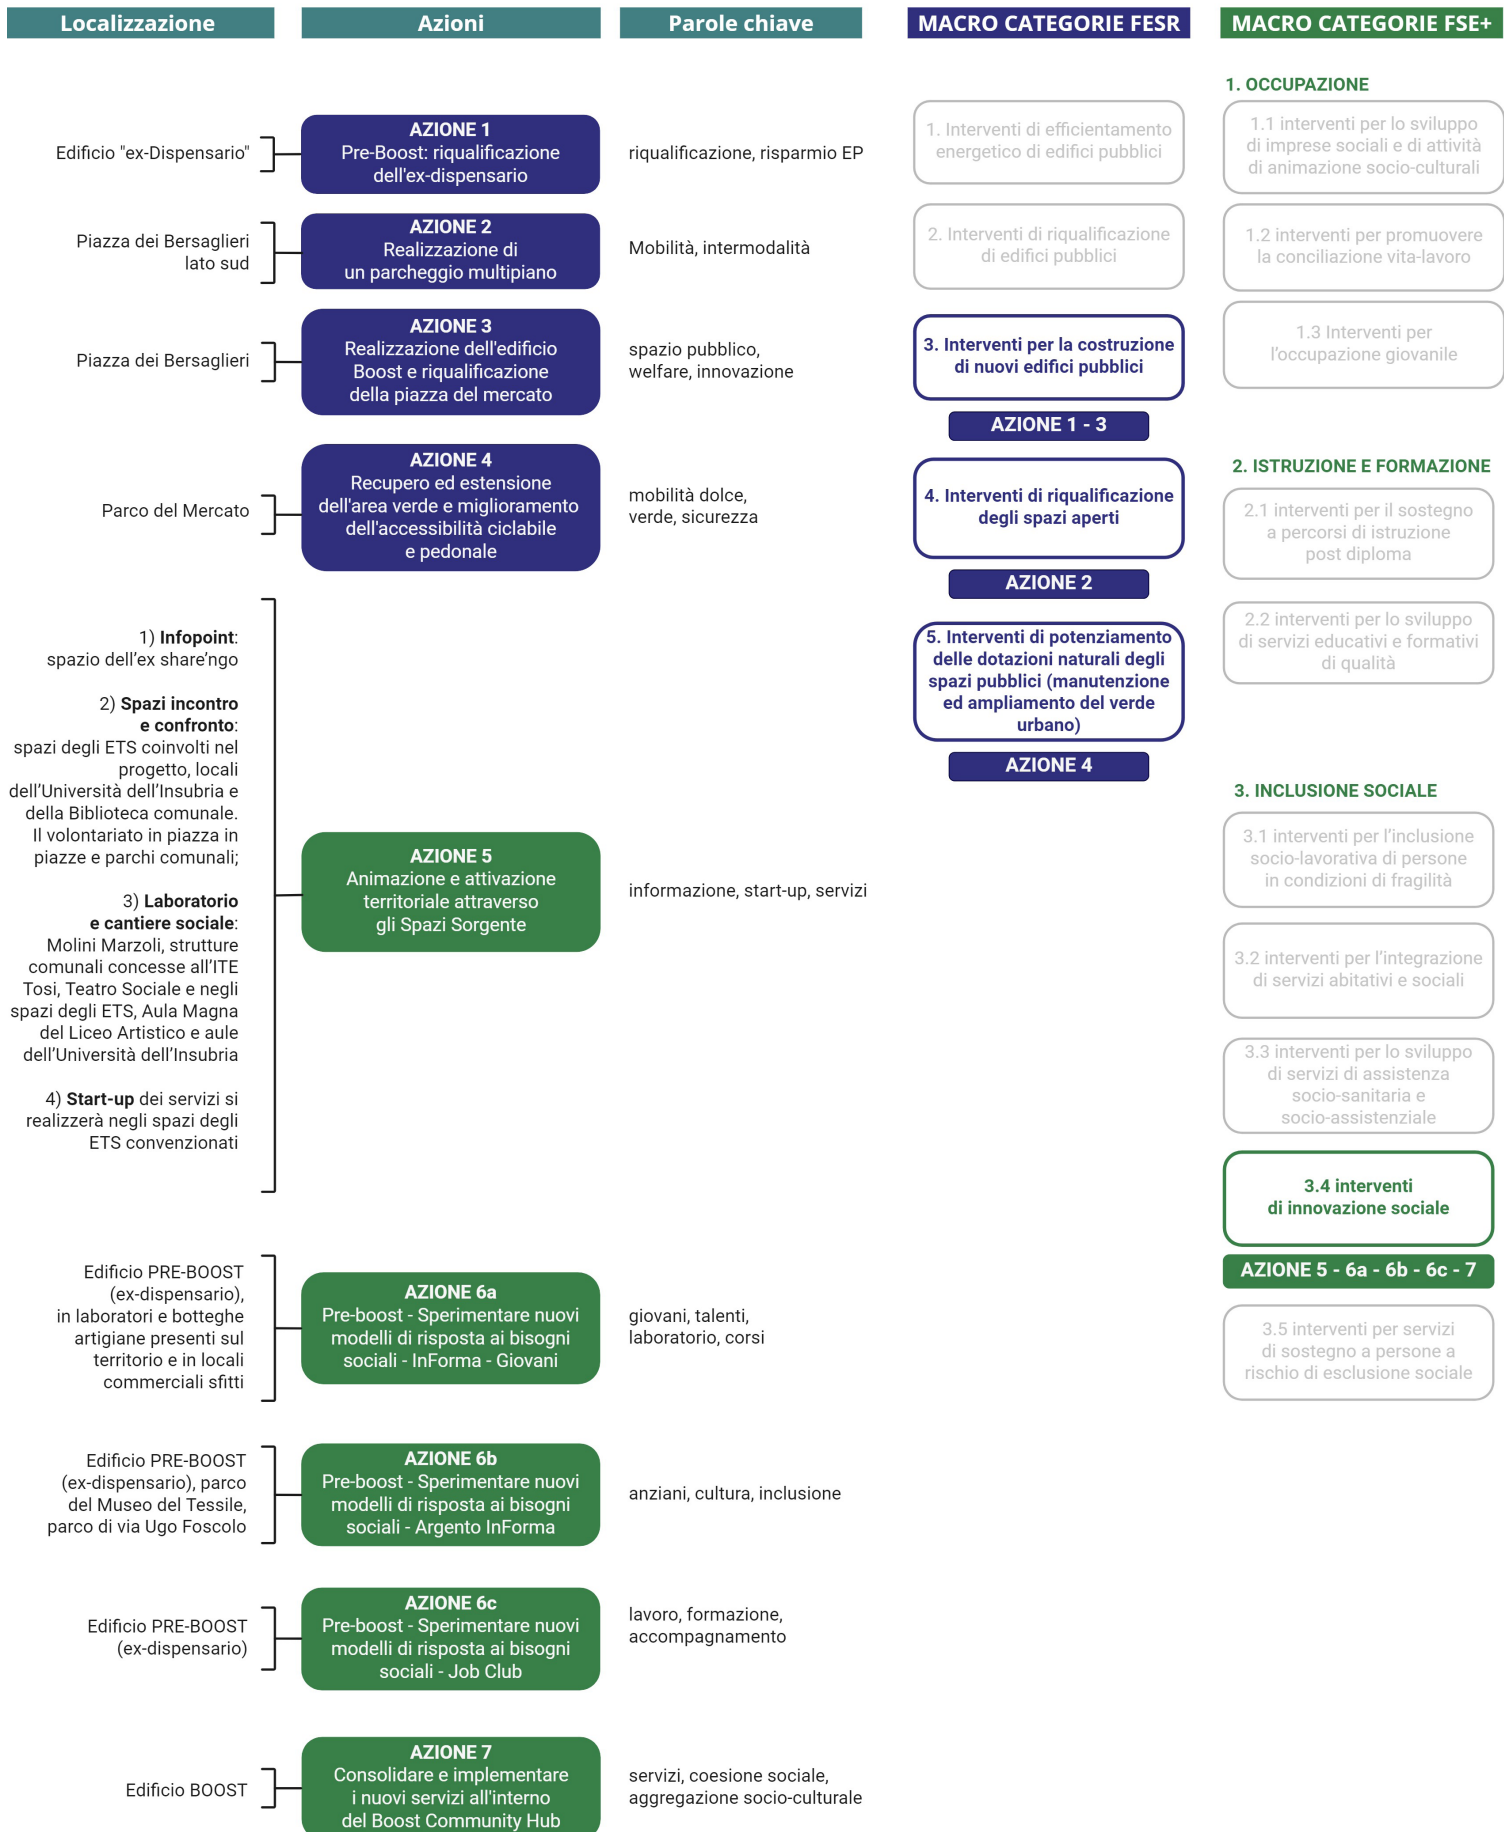 Localizzazione
Azioni
Parole chiave
MACRO CATEGORIE FESR
MACRO CATEGORIE FSE+
Edificio "ex-Dispensario"
AZIONE 1
Pre-Boost: riqualificazione
dell'ex-dispensario
riqualificazione, risparmio EP
Piazza dei Bersaglieri
lato sud
AZIONE 2
Realizzazione di
un parcheggio multipiano
Mobilità, intermodalità
Piazza dei Bersaglieri
AZIONE 3
Realizzazione dell'edificio
Boost e riqualificazione
della piazza del mercato
spazio pubblico,
welfare, innovazione
Parco del Mercato
AZIONE 4
Recupero ed estensione
dell'area verde e miglioramento
dell'accessibilità ciclabile
e pedonale
mobilità dolce,
verde, sicurezza
1) Infopoint:
spazio dell’ex share’ngo
2) Spazi incontro
e confronto:
spazi degli ETS coinvolti nel
progetto, locali
dell’Università dell’Insubria e
della Biblioteca comunale.
Il volontariato in piazza in
piazze e parchi comunali;
3) Laboratorio
e cantiere sociale:
Molini Marzoli, strutture
comunali concesse all’ITE
Tosi, Teatro Sociale e negli
spazi degli ETS, Aula Magna
del Liceo Artistico e aule
dell’Università dell’Insubria
4) Start-up dei servizi si
realizzerà negli spazi degli
ETS convenzionati
AZIONE 5
Animazione e attivazione
territoriale attraverso
gli Spazi Sorgente
informazione, start-up, servizi
Edificio PRE-BOOST
(ex-dispensario),
in laboratori e botteghe
artigiane presenti sul
territorio e in locali
commerciali sfitti
AZIONE 6a
Pre-boost - Sperimentare nuovi
modelli di risposta ai bisogni
sociali - InForma - Giovani
giovani, talenti,
laboratorio, corsi
Edificio PRE-BOOST
(ex-dispensario), parco
del Museo del Tessile,
parco di via Ugo Foscolo
AZIONE 6b
Pre-boost - Sperimentare nuovi
modelli di risposta ai bisogni
sociali - Argento InForma
anziani, cultura, inclusione
Edificio PRE-BOOST
(ex-dispensario)
AZIONE 6c
Pre-boost - Sperimentare nuovi
modelli di risposta ai bisogni
sociali - Job Club
lavoro, formazione,
accompagnamento
Edificio BOOST
AZIONE 7
Consolidare e implementare
i nuovi servizi all'interno
del Boost Community Hub
servizi, coesione sociale,
aggregazione socio-culturale
1. Interventi di efficientamento
energetico di edifici pubblici
2. Interventi di riqualificazione
di edifici pubblici
3. Interventi per la costruzione
di nuovi edifici pubblici
AZIONE 1 - 3
4. Interventi di riqualificazione
degli spazi aperti
AZIONE 2
5. Interventi di potenziamento
delle dotazioni naturali degli
spazi pubblici (manutenzione
ed ampliamento del verde
urbano)
AZIONE 4
1. OCCUPAZIONE
1.1 interventi per lo sviluppo
di imprese sociali e di attività
di animazione socio-culturali
1.2 interventi per promuovere
la conciliazione vita-lavoro
1.3 Interventi per
l’occupazione giovanile
2. ISTRUZIONE E FORMAZIONE
2.1 interventi per il sostegno
a percorsi di istruzione
post diploma
2.2 interventi per lo sviluppo
di servizi educativi e formativi
di qualità
3. INCLUSIONE SOCIALE
3.1 interventi per l’inclusione
socio-lavorativa di persone
in condizioni di fragilità
3.2 interventi per l’integrazione
di servizi abitativi e sociali
3.3 interventi per lo sviluppo
di servizi di assistenza
socio-sanitaria e
socio-assistenziale
3.4 interventi
di innovazione sociale
AZIONE 5 - 6a - 6b - 6c - 7
3.5 interventi per servizi
di sostegno a persone a
rischio di esclusione sociale